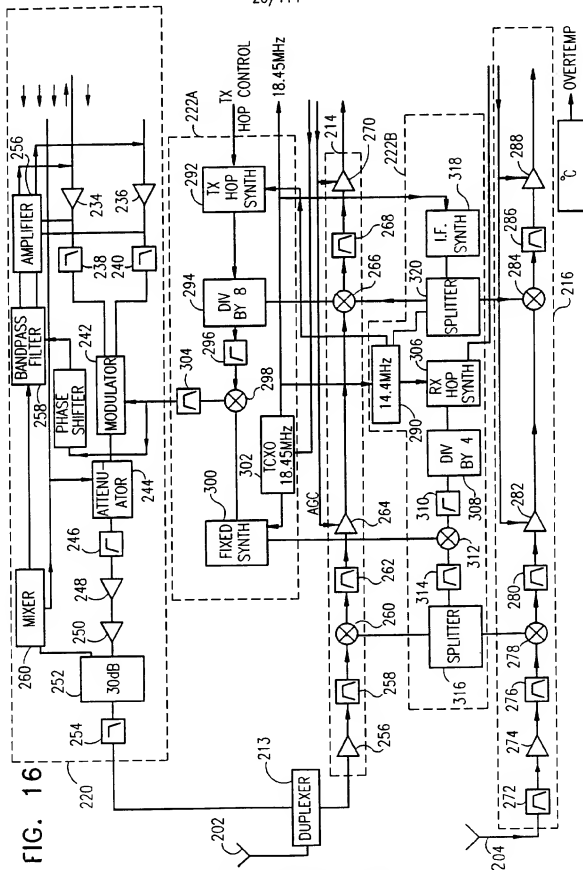 FIG. 16
220
256
AMPLIFIER
234
236
238
240
BANDPASS
FILTER
258
PHASE
SHIFTER
242
MODULATOR
ATTENU-
ATOR
244
246
248
250
MIXER
260
252
30dB
254
222A
TX
HOP CONTROL
18.45MHz
292
TX
HOP
SYNTH
294
DIV
BY 8
296
298
304
300
FIXED
SYNTH
302
TCXO
18.45MHz
202
213
DUPLEXER
214
AGC
256
258
260
262
264
266
268
270
222B
14.4MHz
290
318
I.F.
SYNTH
320
SPLITTER
306
RX
HOP
SYNTH
DIV
BY 4
308
310
312
314
SPLITTER
316
204
272
274
276
278
280
282
284
286
288
216
°C
OVERTEMP